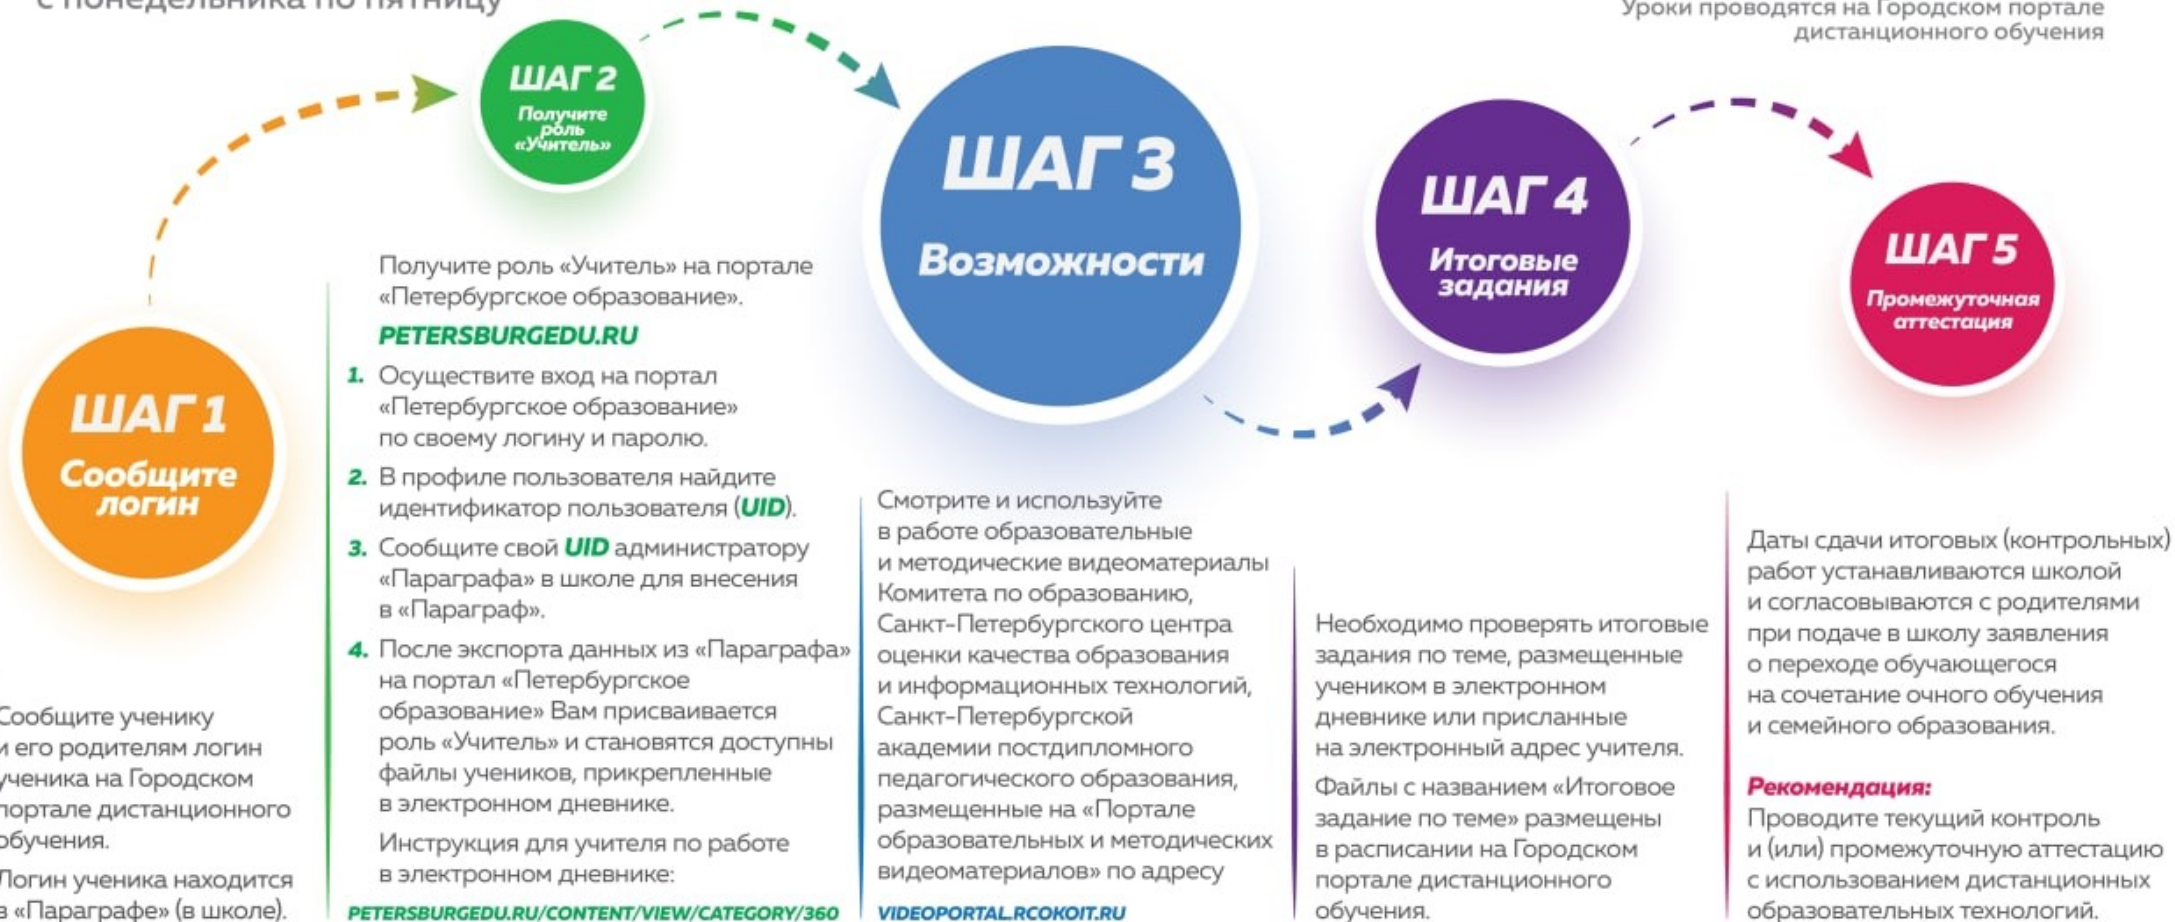 с понедельника по пятницу
Уроки проводятся на Городском портале
дистанционного обучения
ШАГ 1
Сообщите
логин
Сообщите ученику
и его родителям логин
ученика на Городском
портале дистанционного
обучения.
Логин ученика находится
в «Параграфе» (в школе).
ШАГ 2
Получите
роль
«Учитель»
Получите роль «Учитель» на портале
«Петербургское образование».
PETERSBURGEDU.RU
1. Осуществите вход на портал
«Петербургское образование»
по своему логину и паролю.
2. В профиле пользователя найдите
идентификатор пользователя (UID).
3. Сообщите свой UID администратору
«Параграфа» в школе для внесения
в «Параграф».
4. После экспорта данных из «Параграфа»
на портал «Петербургское
образование» Вам присваивается
роль «Учитель» и становятся доступны
файлы учеников, прикрепленные
в электронном дневнике.
Инструкция для учителя по работе
в электронном дневнике:
PETERSBURGEDU.RU/CONTENT/VIEW/CATEGORY/360
ШАГ 3
Возможности
Смотрите и используйте
в работе образовательные
и методические видеоматериалы
Комитета по образованию,
Санкт-Петербургского центра
оценки качества образования
и информационных технологий,
Санкт-Петербургской
академии постдипломного
педагогического образования,
размещенные на «Портале
образовательных и методических
видеоматериалов» по адресу
VIDEOPORTAL.RCOKOIT.RU
ШАГ 4
Итоговые
задания
Необходимо проверять итоговые
задания по теме, размещенные
учеником в электронном
дневнике или присланные
на электронный адрес учителя.
Файлы с названием «Итоговое
задание по теме» размещены
в расписании на Городском
портале дистанционного
обучения.
ШАГ 5
Промежуточная
аттестация
Даты сдачи итоговых (контрольных)
работ устанавливаются школой
и согласовываются с родителями
при подаче в школу заявления
о переходе обучающегося
на сочетание очного обучения
и семейного образования.
Рекомендация:
Проводите текущий контроль
и (или) промежуточную аттестацию
с использованием дистанционных
образовательных технологий.